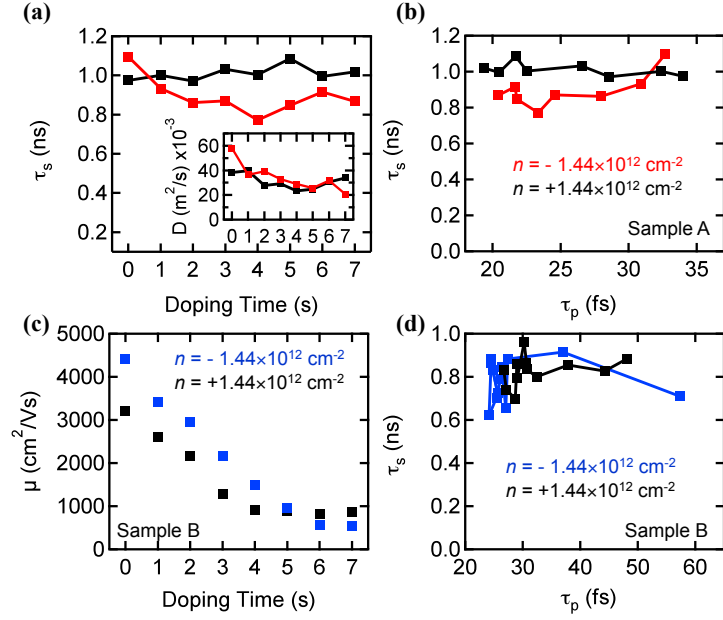 (a)
1.2
1.0
0.8
0.6
0.4
0.2
τs (ns)
D (m²/s) x10⁻³
60
40
20
0
0 1 2 3 4 5 6 7
0 1 2 3 4 5 6 7
Doping Time (s)
(b)
1.2
1.0
0.8
0.6
0.4
0.2
0.0
τs (ns)
n = - 1.44×10¹² cm⁻²
n = +1.44×10¹² cm⁻²
Sample A
20 25 30 35
τp (fs)
(c)
5000
4000
3000
2000
1000
0
μ (cm²/Vs)
n = - 1.44×10¹² cm⁻²
n = +1.44×10¹² cm⁻²
Sample B
0 1 2 3 4 5 6 7
Doping Time (s)
(d)
1.0
0.8
0.6
0.4
0.2
0.0
τs (ns)
n = - 1.44×10¹² cm⁻²
n = +1.44×10¹² cm⁻²
Sample B
20 30 40 50 60
τp (fs)